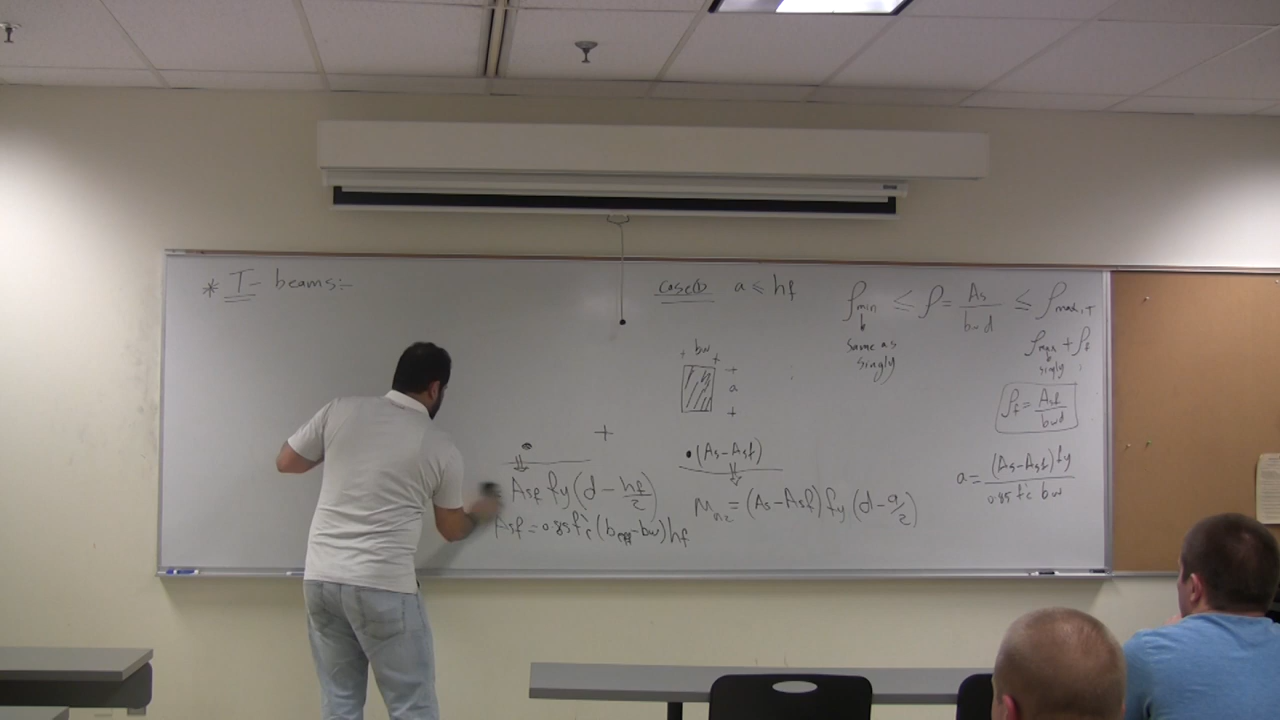 * T- beams:-
case① a ≤ hf
ρmin ≤ ρ = As / bwd ≤ ρmax,T
same as singly
ρmax singly + ρf
ρf = Asf / bwd
bw
a
+
• (As-Asf)
Asf fy (d - hf/2)
Mn2 = (As-Asf) fy (d - a/2)
a = (As-Asf) fy / 0.85 f'c bw
Asf = 0.85 f'c (beff - bw) hf